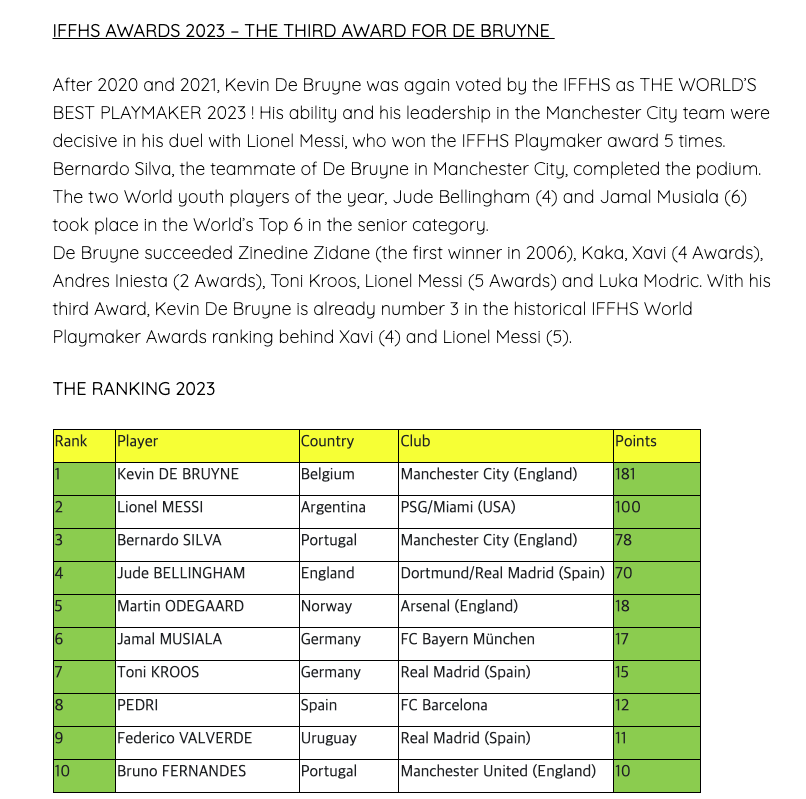 IFFHS AWARDS 2023 – THE THIRD AWARD FOR DE BRUYNE
After 2020 and 2021, Kevin De Bruyne was again voted by the IFFHS as THE WORLD'S
BEST PLAYMAKER 2023 ! His ability and his leadership in the Manchester City team were
decisive in his duel with Lionel Messi, who won the IFFHS Playmaker award 5 times.
Bernardo Silva, the teammate of De Bruyne in Manchester City, completed the podium.
The two World youth players of the year, Jude Bellingham (4) and Jamal Musiala (6)
took place in the World's Top 6 in the senior category.
De Bruyne succeeded Zinedine Zidane (the first winner in 2006), Kaka, Xavi (4 Awards),
Andres Iniesta (2 Awards), Toni Kroos, Lionel Messi (5 Awards) and Luka Modric. With his
third Award, Kevin De Bruyne is already number 3 in the historical IFFHS World
Playmaker Awards ranking behind Xavi (4) and Lionel Messi (5).
THE RANKING 2023
Rank Player Country Club Points
1 Kevin DE BRUYNE Belgium Manchester City (England) 181
2 Lionel MESSI Argentina PSG/Miami (USA) 100
3 Bernardo SILVA Portugal Manchester City (England) 78
4 Jude BELLINGHAM England Dortmund/Real Madrid (Spain) 70
5 Martin ODEGAARD Norway Arsenal (England) 18
6 Jamal MUSIALA Germany FC Bayern München 17
7 Toni KROOS Germany Real Madrid (Spain) 15
8 PEDRI Spain FC Barcelona 12
9 Federico VALVERDE Uruguay Real Madrid (Spain) 11
10 Bruno FERNANDES Portugal Manchester United (England) 10